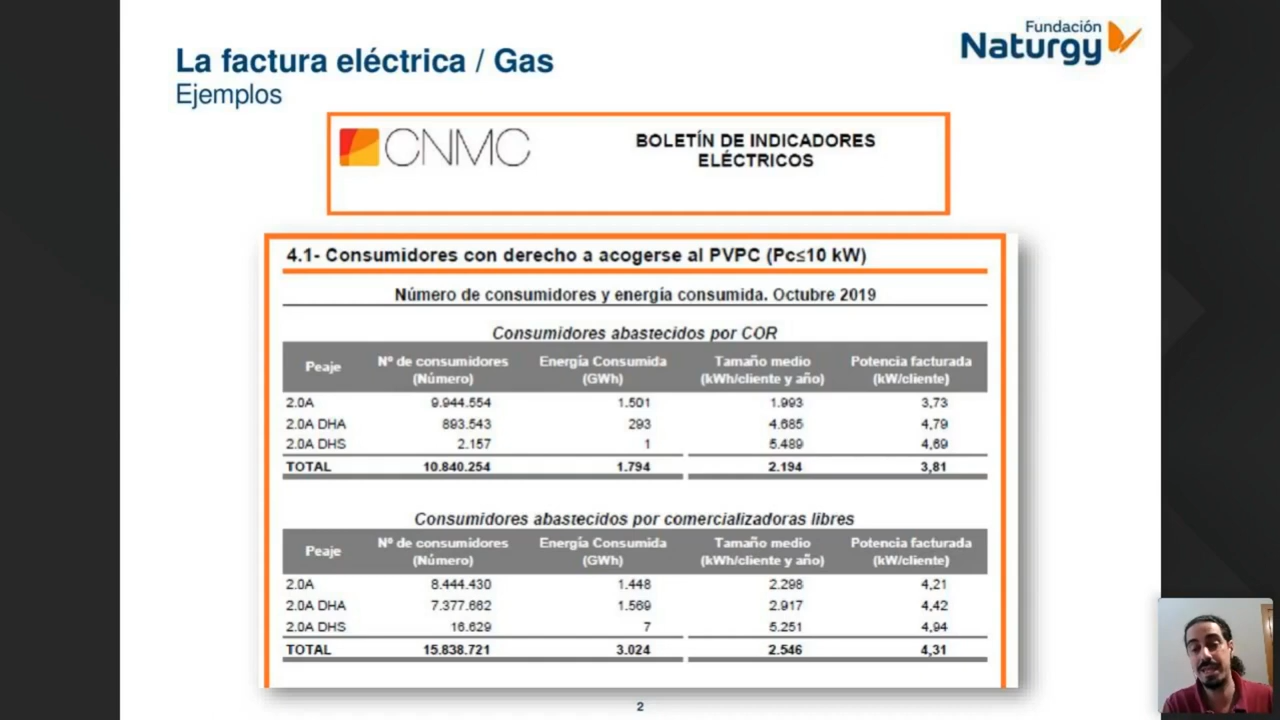 La factura eléctrica / Gas
Ejemplos
Fundación
Naturgy
CNMC
BOLETÍN DE INDICADORES
ELÉCTRICOS
4.1- Consumidores con derecho a acogerse al PVPC (Pc≤10 kW)
Número de consumidores y energía consumida. Octubre 2019
Consumidores abastecidos por COR
Peaje Nº de consumidores (Número) Energía Consumida (GWh) Tamaño medio (kWh/cliente y año) Potencia facturada (kW/cliente)
2.0A 9.944.554 1.501 1.993 3,73
2.0A DHA 893.543 293 4.685 4,79
2.0A DHS 2.157 1 5.489 4,69
TOTAL 10.840.254 1.794 2.194 3,81
Consumidores abastecidos por comercializadoras libres
Peaje Nº de consumidores (Número) Energía Consumida (GWh) Tamaño medio (kWh/cliente y año) Potencia facturada (kW/cliente)
2.0A 8.444.430 1.448 2.298 4,21
2.0A DHA 7.377.662 1.569 2.917 4,42
2.0A DHS 16.629 7 5.251 4,94
TOTAL 15.838.721 3.024 2.546 4,31
2